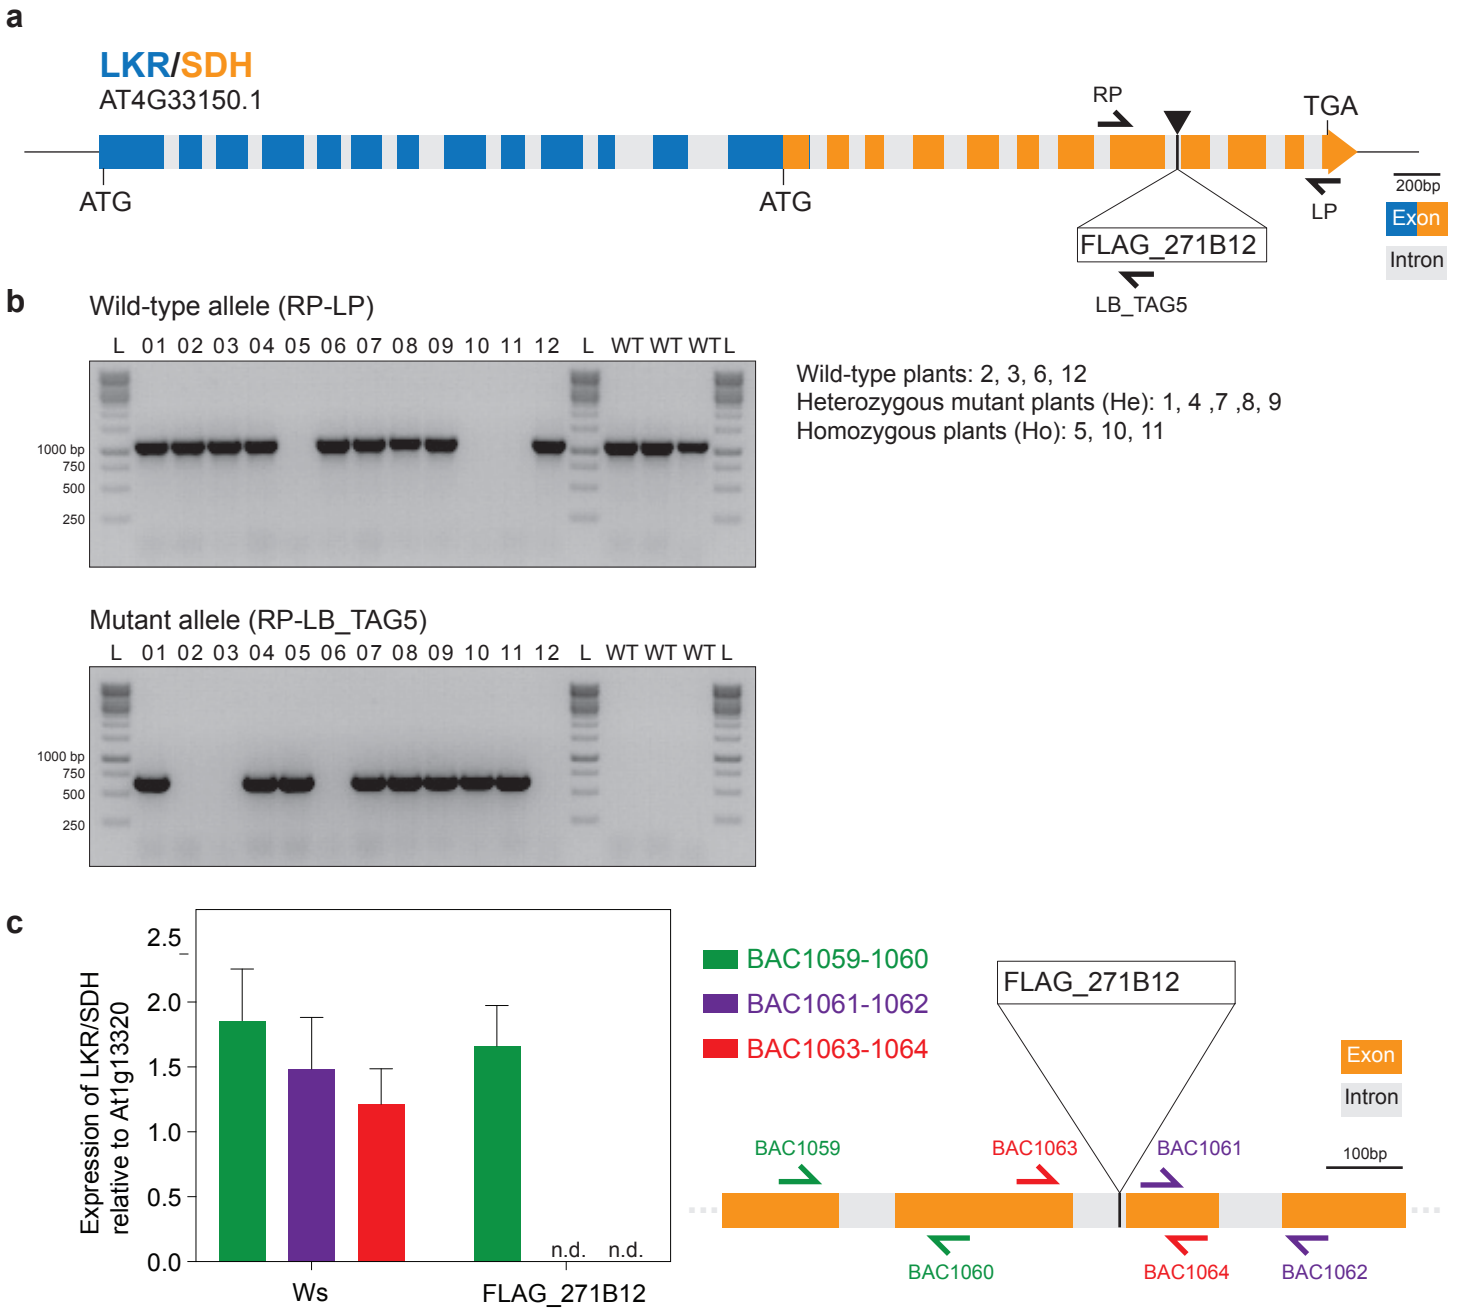 a
LKR/SDH
AT4G33150.1
RP
TGA
ATG
ATG
LP
200bp
Exon
Intron
FLAG_271B12
LB_TAG5
b
Wild-type allele (RP-LP)
L 01 02 03 04 05 06 07 08 09 10 11 12 L WT WT WT L
1000 bp
750
500
250
Wild-type plants: 2, 3, 6, 12
Heterozygous mutant plants (He): 1, 4 ,7 ,8, 9
Homozygous plants (Ho): 5, 10, 11
Mutant allele (RP-LB_TAG5)
L 01 02 03 04 05 06 07 08 09 10 11 12 L WT WT WT L
1000 bp
750
500
250
c
Expression of LKR/SDH
relative to At1g13320
2.5
2.0
1.5
1.0
0.5
0.0
n.d. n.d.
Ws FLAG_271B12
BAC1059-1060
BAC1061-1062
BAC1063-1064
FLAG_271B12
Exon
Intron
100bp
BAC1059
BAC1063
BAC1061
BAC1060
BAC1064
BAC1062